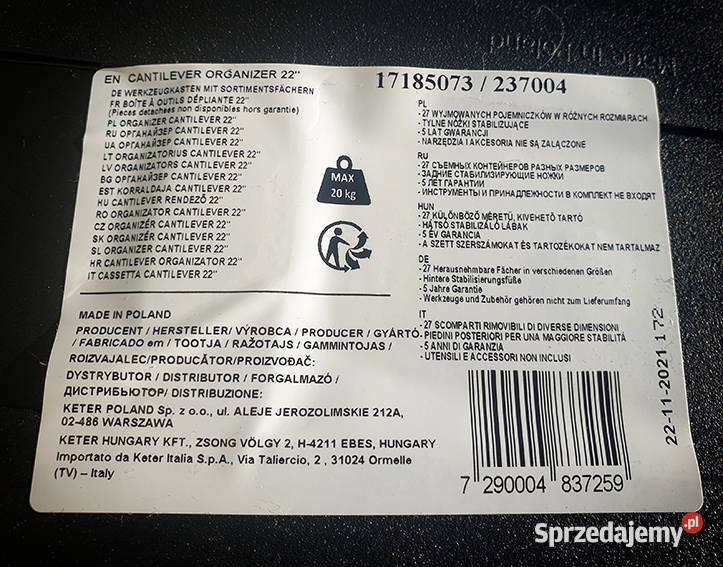 Made in Poland
EN CANTILEVER ORGANIZER 22"
17185073 / 237004
DE WERKZEUGKASTEN MIT SORTIMENTSFÄCHERN
FR BOÎTE À OUTILS DÉPLIANTE 22"
(Pieces detachees non disponibles hors garantie)
PL ORGANIZER CANTILEVER 22"
RU ОРГАНАЙЗЕР CANTILEVER 22"
UA ОРГАНАЙЗЕР CANTILEVER 22"
LT ORGANIZATORIUS CANTILEVER 22"
LV ORGANIZATORS CANTILEVER 22"
BG ОРГАНАЙЗЕР CANTILEVER 22"
EST KORRALDAJA CANTILEVER 22"
HU CANTILEVER RENDEZŐ 22"
RO ORGANIZATOR CANTILEVER 22"
CZ ORGANIZÉR CANTILEVER 22"
SK ORGANIZÉR CANTILEVER 22"
SL ORGANIZER CANTILEVER 22"
HR CANTILEVER ORGANIZATOR 22"
IT CASSETTA CANTILEVER 22"
MAX
20 kg
PL
- 27 WYJMOWANYCH POJEMNICZKÓW W RÓŻNYCH ROZMIARACH
- TYLNE NÓŻKI STABILIZUJĄCE
- 5 LAT GWARANCJI
- NARZĘDZIA I AKCESORIA NIE SĄ ZAŁĄCZONE
RU
- 27 СЪЕМНЫХ КОНТЕЙНЕРОВ РАЗНЫХ РАЗМЕРОВ
- ЗАДНИЕ СТАБИЛИЗИРУЮЩИЕ НОЖКИ
- 5 ЛЕТ ГАРАНТИИ
- ИНСТРУМЕНТЫ И ПРИНАДЛЕЖНОСТИ В КОМПЛЕКТ НЕ ВХОДЯТ
HUN
- 27 KÜLÖNBÖZŐ MÉRETŰ, KIVEHETŐ TARTÓ
- HÁTSÓ STABILIZÁLÓ LÁBAK
- 5 ÉV GARANCIA
- A SZETT SZERSZÁMOKAT ÉS TARTOZÉKOKAT NEM TARTALMAZ
DE
- 27 Herausnehmbare Fächer in verschiedenen Größen
- Hintere Stabilisierungsfüße
- 5 Jahre Garantie
- Werkzeuge und Zubehör gehören nicht zum Lieferumfang
IT
- 27 SCOMPARTI RIMOVIBILI DI DIVERSE DIMENSIONI
- PIEDINI POSTERIORI PER UNA MAGGIORE STABILITÀ
- 5 ANNI DI GARANZIA
- UTENSILI E ACCESSORI NON INCLUSI
MADE IN POLAND
PRODUCENT / HERSTELLER/ VÝROBCA / PRODUCER / GYÁRTÓ
/ FABRICADO em / TOOTJA / RAŽOTAJS / GAMMINTOJAS /
ROIZVAJALEC/PRODUCĂTOR/PROIZVOĐAČ:
DYSTRYBUTOR / DISTRIBUTOR / FORGALMAZÓ /
ДИСТРИБЬЮТОР/ DISTRIBUZIONE:
KETER POLAND Sp. z o.o., ul. ALEJE JEROZOLIMSKIE 212A,
02-486 WARSZAWA
KETER HUNGARY KFT., ZSONG VÖLGY 2, H-4211 EBES, HUNGARY
Importato da Keter Italia S.p.A., Via Taliercio, 2 , 31024 Ormelle
(TV) – Italy
22-11-2021 172
7 290004 837259
Sprzedajemy.pl